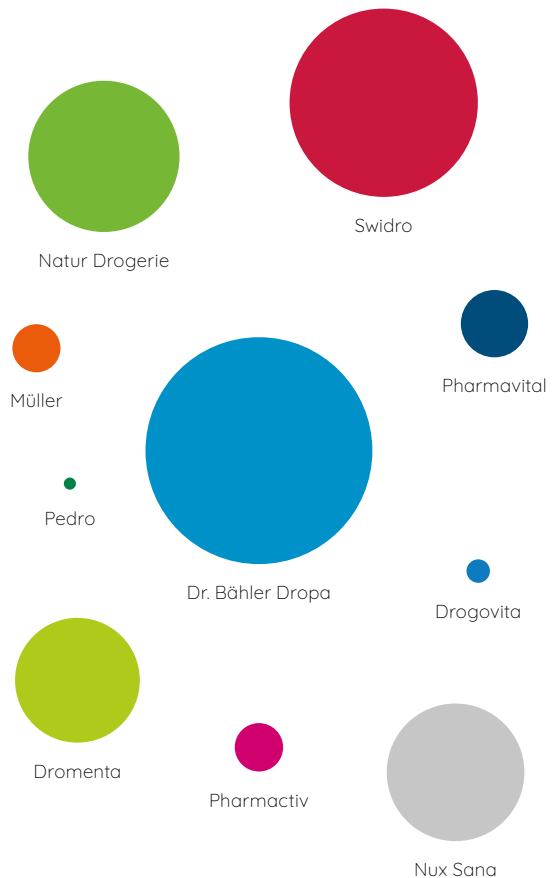 Swidro
Natur Drogerie
Pharmavital
Müller
Pedro
Dr. Bähler Dropa
Drogovita
Dromenta
Pharmactiv
Nux Sana